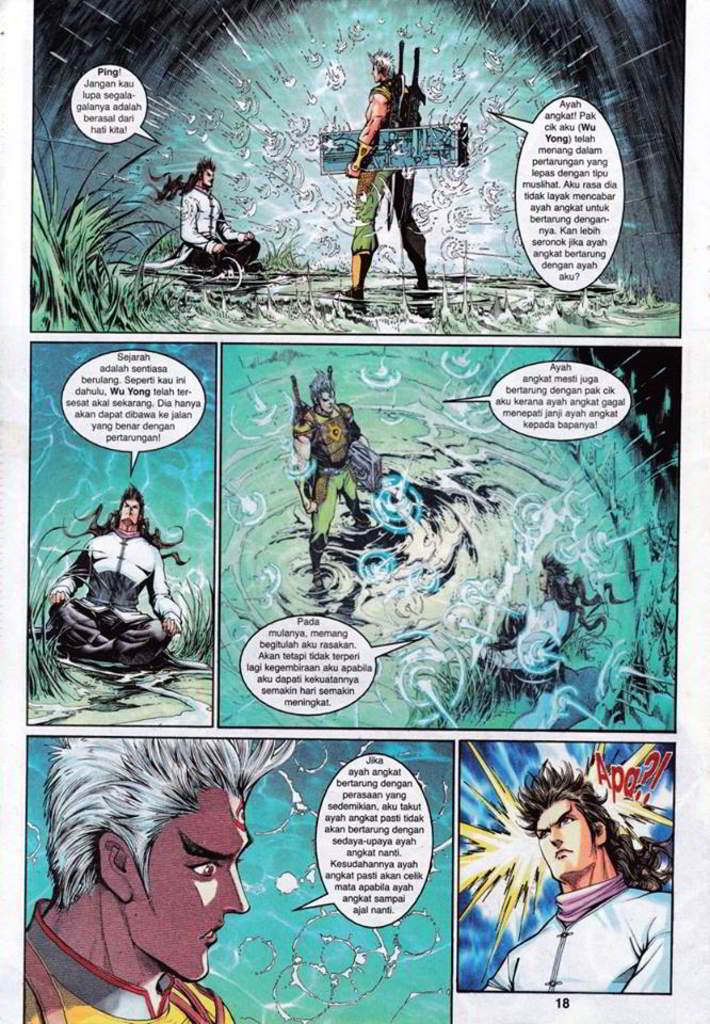 Ping!
Jangan kau
lupa segala-
galanya adalah
berasal dari
hati kita!
Ayah
angkat! Pak
cik aku (Wu
Yong) telah
menang dalam
pertarungan yang
lepas dengan tipu
muslihat. Aku rasa dia
tidak layak mencabar
ayah angkat untuk
bertarung dengan-
nya. Kan lebih
seronok jika ayah
angkat bertarung
dengan ayah
aku?
Sejarah
adalah sentiasa
berulang. Seperti kau ini
dahulu, Wu Yong telah ter-
sesat akal sekarang. Dia hanya
akan dapat dibawa ke jalan
yang benar dengan
pertarungan!
Ayah
angkat mesti juga
bertarung dengan pak cik
aku kerana ayah angkat gagal
menepati janji ayah angkat
kepada bapanya!
Pada
mulanya, memang
begitulah aku rasakan.
Akan tetapi tidak terperi
lagi kegembiraan aku apabila
aku dapati kekuatannya
semakin hari semakin
meningkat.
Jika
ayah angkat
bertarung dengan
perasaan yang
sedemikian, aku takut
ayah angkat pasti tidak
akan bertarung dengan
sedaya-upaya ayah
angkat nanti.
Kesudahannya ayah
angkat pasti akan celik
mata apabila ayah
angkat sampai
ajal nanti.
Apa?!
18